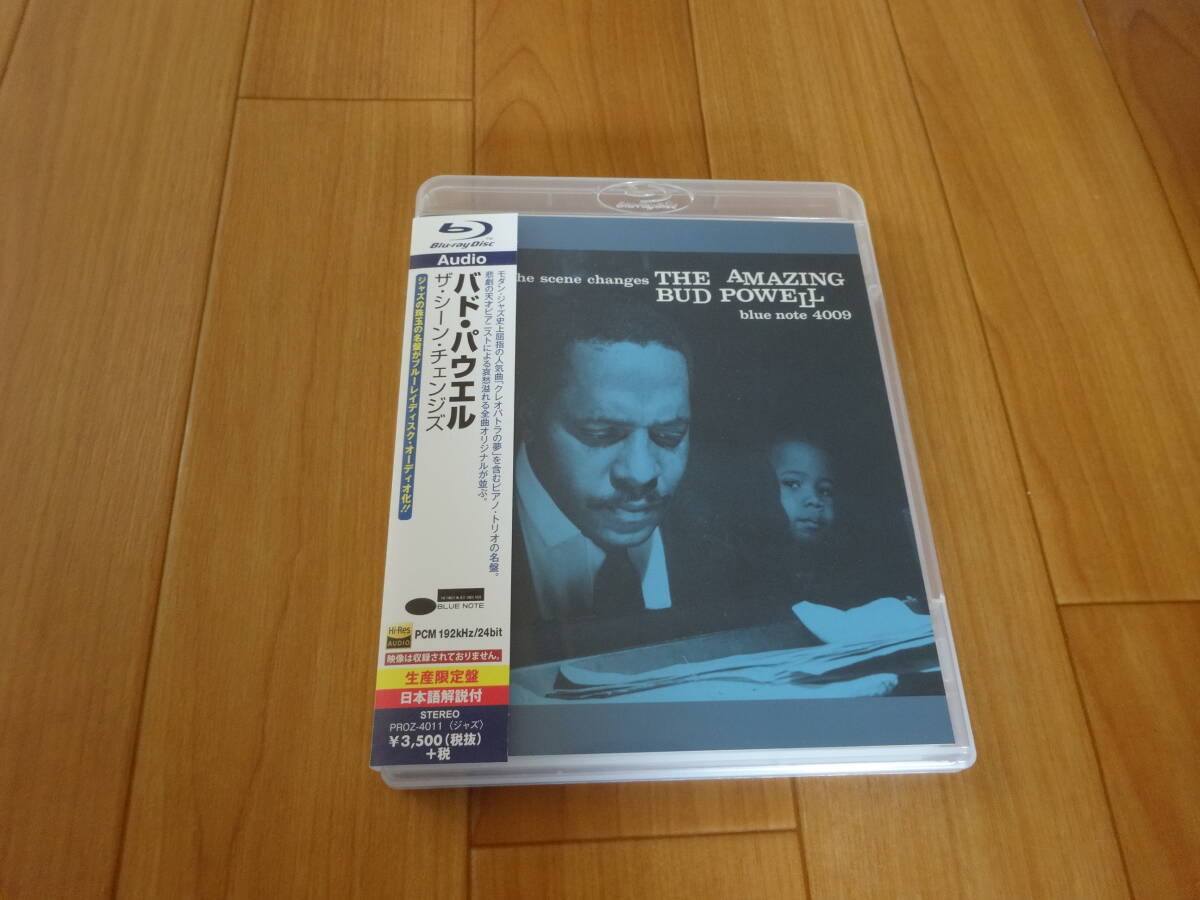 Blu-ray Disc
Blu-ray Disc
Audio
バド・パウエル
ザ・シーン・チェンジズ
ジャズの珠玉の名盤がブルーレイディスク・オーディオ化!!
モダン・ジャズ史上屈指の人気曲「クレオパトラの夢」を含むピアノ・トリオの名盤。
悲劇の天才ピアニストによる哀愁溢れる全曲オリジナルが並ぶ。
BLUE NOTE
Hi-Res
AUDIO
PCM 192kHz/24bit
映像は収録されておりません。
生産限定盤
日本語解説付
STEREO
PROZ-4011〈ジャズ〉
¥3,500(税抜)
+税
he scene changes THE AMAZING
BUD POWELL
blue note 4009